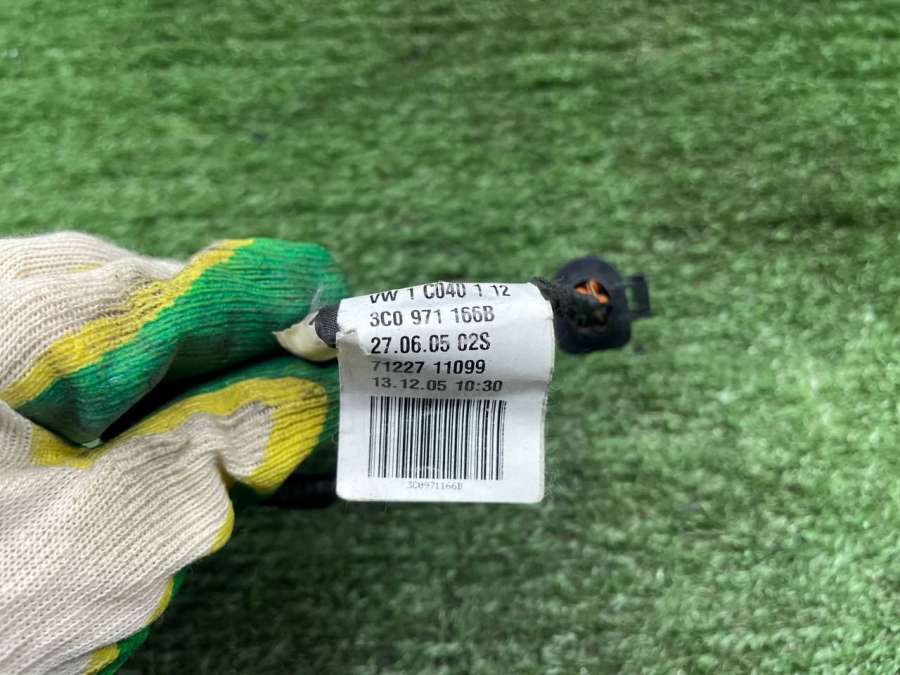 VW 1 C040 1 12
3C0 971 166B
27.06.05 02S
71227 11099
13.12.05 10:30
3C0971166B